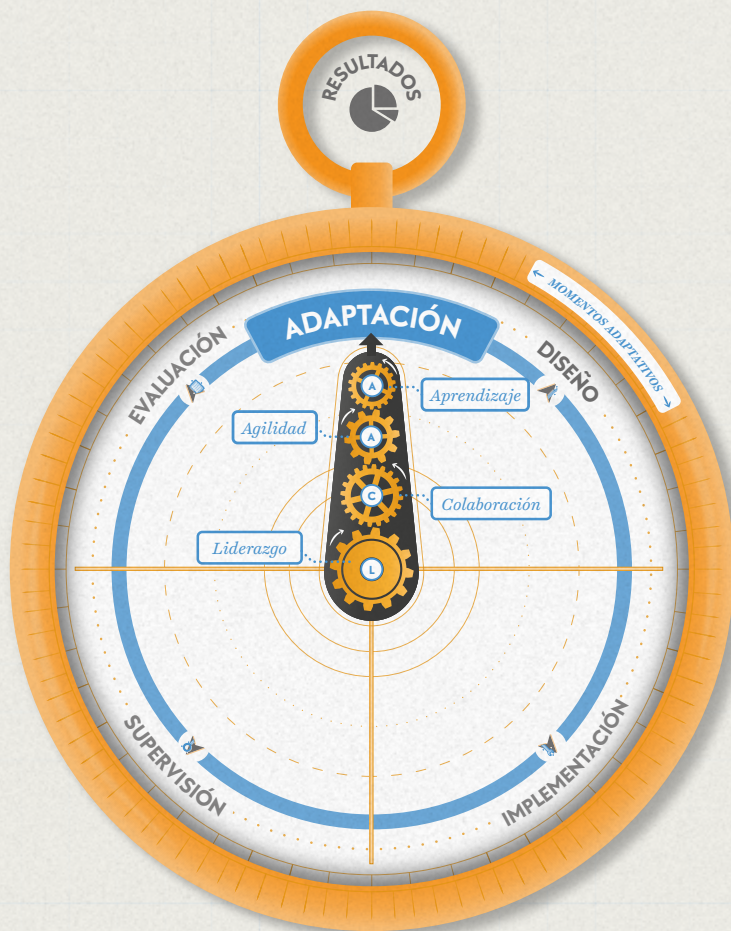 RESULTADOS
← MOMENTOS ADAPTATIVOS →
ADAPTACIÓN
EVALUACIÓN
DISEÑO
A
Aprendizaje
Agilidad
A
C
Colaboración
Liderazgo
L
SUPERVISIÓN
IMPLEMENTACIÓN